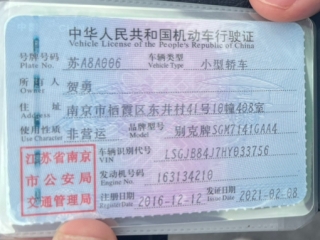 中华人民共和国机动车行驶证
Vehicle License of the People's Republic of China
号牌号码 苏A8A006 车辆类型 小型轿车
Plate No. Vehicle Type
所有人 贺勇
Owner
住址 南京市栖霞区东井村41号10幢408室
Address
使用性质 非营运 品牌型号 别克牌SGM7141GAA4
Use Character Model
车辆识别代号 LSGJB84J7HY033756
VIN
江苏省南京
市公安局
交通管理局
发动机号码 163134210
Engine No.
注册日期 2016-12-12 发证日期 2021-02-08
Register Date Issue Date